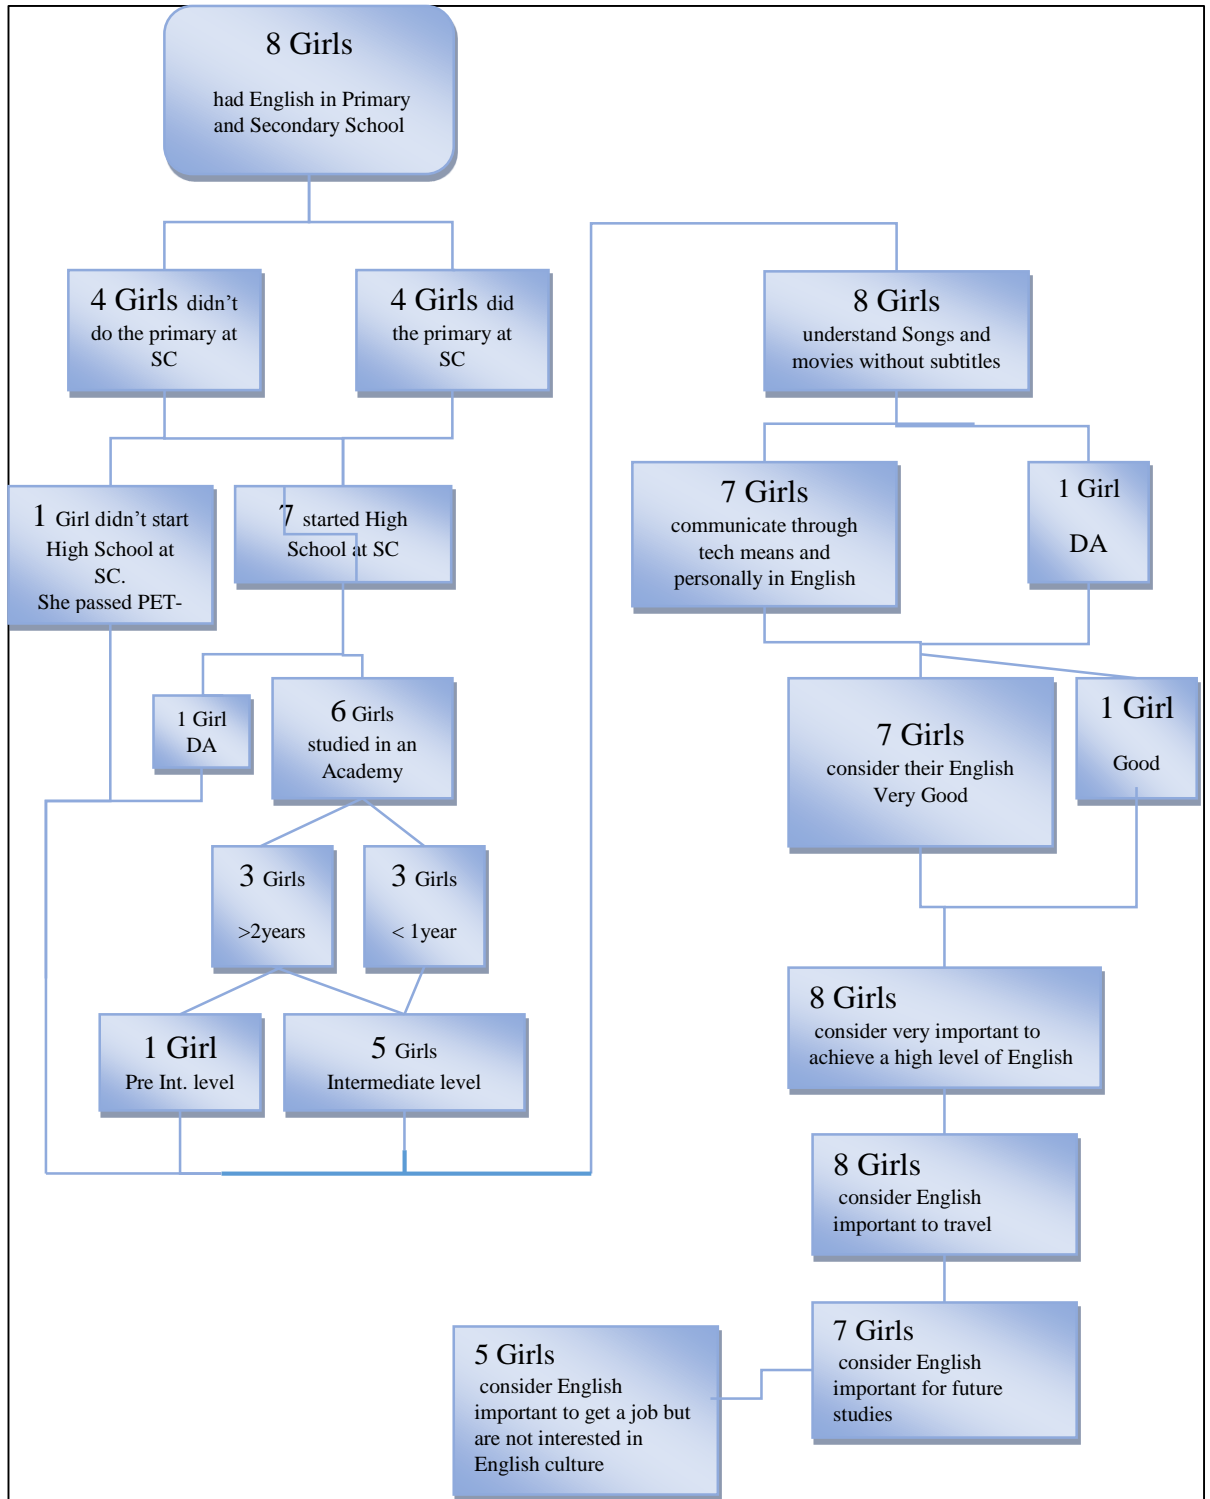 8 Girls
had English in Primary
and Secondary School
4 Girls didn’t
do the primary at
SC
4 Girls did
the primary at
SC
1 Girl didn’t start
High School at
SC.
She passed PET-
7 started High
School at SC
1 Girl
DA
6 Girls
studied in an
Academy
3 Girls
>2years
3 Girls
< 1year
1 Girl
Pre Int. level
5 Girls
Intermediate level
8 Girls
understand Songs and
movies without subtitles
7 Girls
communicate through
tech means and
personally in English
1 Girl
DA
7 Girls
consider their English
Very Good
1 Girl
Good
8 Girls
consider very important to
achieve a high level of English
8 Girls
consider English
important to travel
7 Girls
consider English
important for future
studies
5 Girls
consider English
important to get a job but
are not interested in
English culture